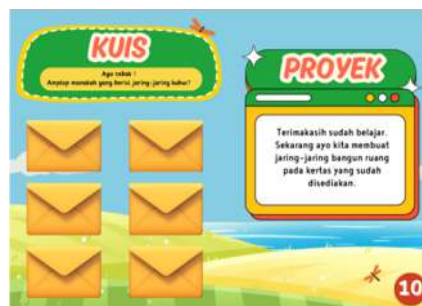 KUIS
Ayo tebak !
Amplop manakah yang berisi jaring-jaring kubus?
PROYEK
Terimakasih sudah belajar.
Sekarang ayo kita membuat
jaring-jaring bangun ruang
pada kertas yang sudah
disediakan.
10